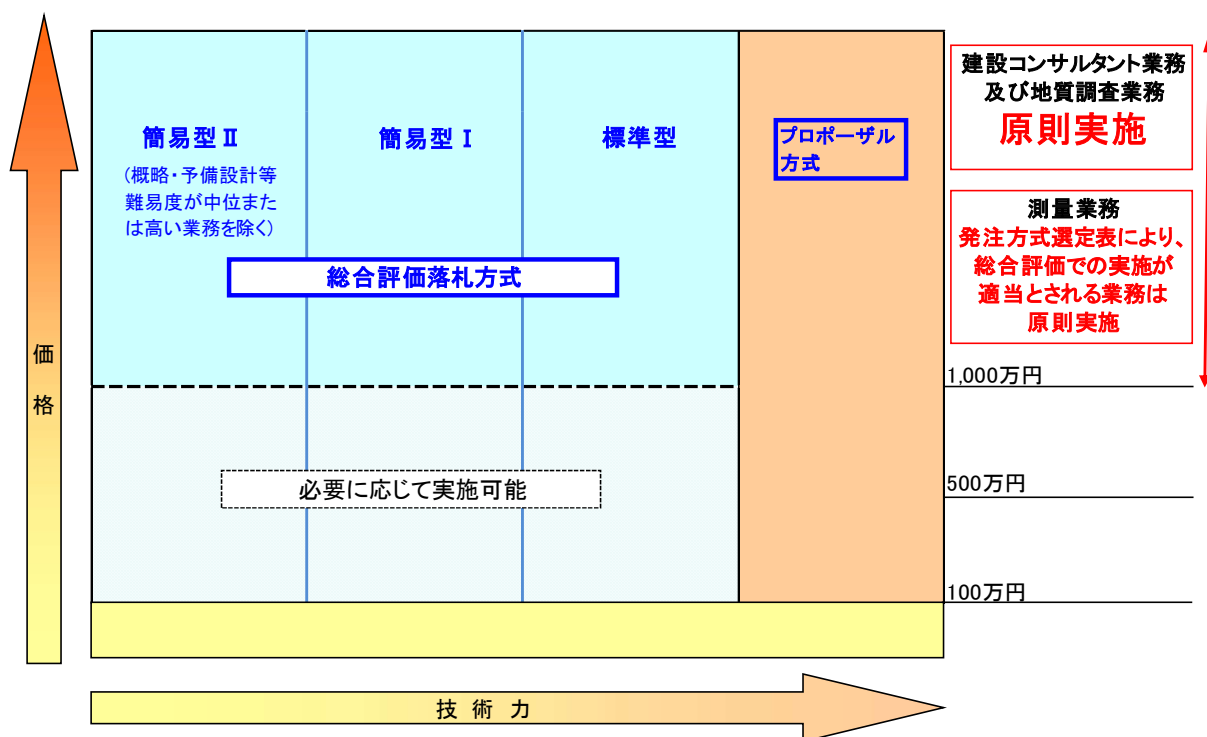 簡易型Ⅱ
(概略・予備設計等
難易度が中位また
は高い業務を除く)
簡易型Ⅰ
標準型
プロポーザル
方式
総合評価落札方式
必要に応じて実施可能
建設コンサルタント業務
及び地質調査業務
原則実施
測量業務
発注方式選定表により、
総合評価での実施が
適当とされる業務は
原則実施
1,000万円
500万円
100万円
価
格
技 術 力